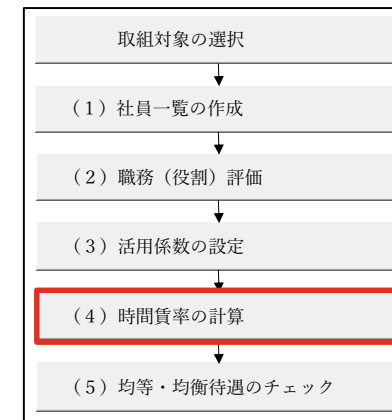 取組対象の選択
（１）社員一覧の作成
（２）職務（役割）評価
（３）活用係数の設定
（４）時間賃率の計算
（５）均等・均衡待遇のチェック